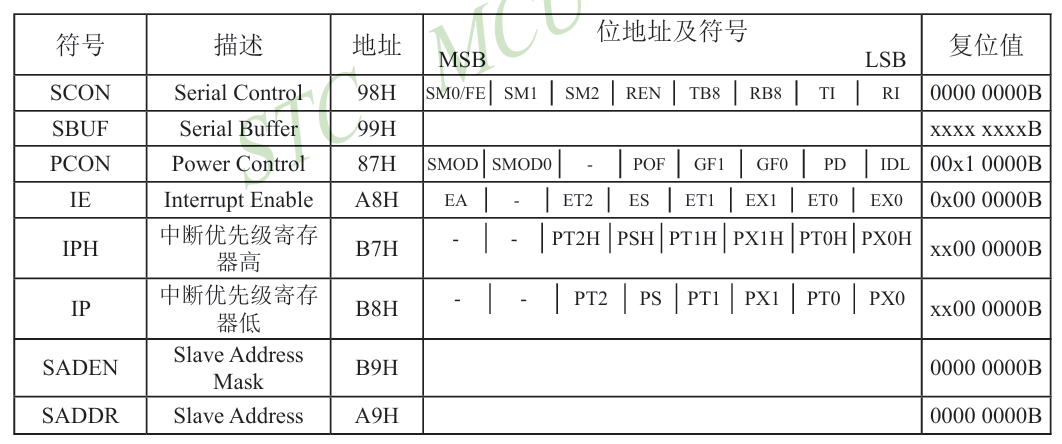 符号 描述 地址 位地址及符号 复位值
MSB LSB
SCON Serial Control 98H SM0/FE SM1 SM2 REN TB8 RB8 TI RI 0000 0000B
SBUF Serial Buffer 99H xxxx xxxxB
PCON Power Control 87H SMOD SMOD0 - POF GF1 GF0 PD IDL 00x1 0000B
IE Interrupt Enable A8H EA - ET2 ES ET1 EX1 ET0 EX0 0x00 0000B
IPH 中断优先级寄存 B7H - - PT2H PSH PT1H PX1H PT0H PX0H xx00 0000B
器高
IP 中断优先级寄存 B8H - - PT2 PS PT1 PX1 PT0 PX0 xx00 0000B
器低
SADEN Slave Address B9H 0000 0000B
Mask
SADDR Slave Address A9H 0000 0000B
STC MCU